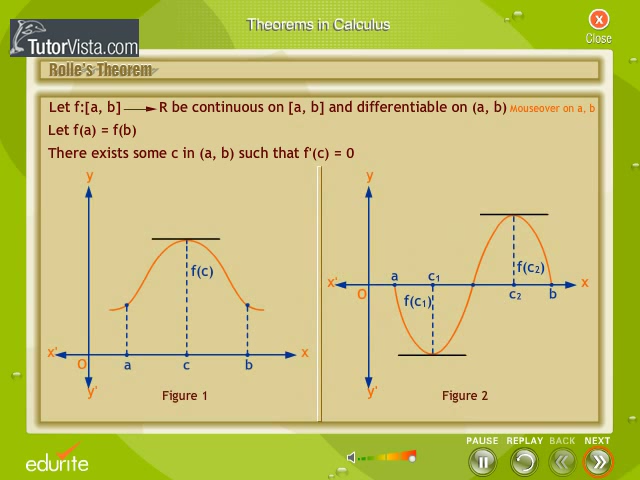 Theorems in Calculus
Close
TutorVista.com
Rolle's Theorem
Let f:[a, b] → R be continuous on [a, b] and differentiable on (a, b) Mouseover on a, b
Let f(a) = f(b)
There exists some c in (a, b) such that f'(c) = 0
y
f(c)
x' O a c b x
y'
Figure 1
y
a c₁ f(c₂)
x' O f(c₁) c₂ b x
y'
Figure 2
edurite
PAUSE REPLAY BACK NEXT